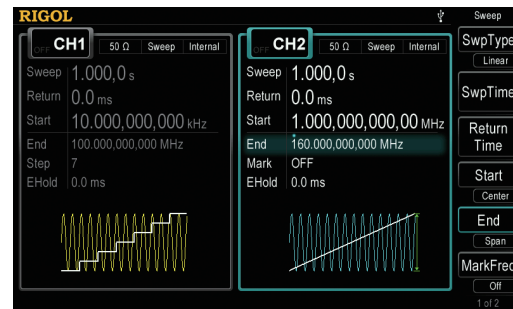 RIGOL
Sweep
OFF CH1 50 Ω Sweep Internal
Sweep 1.000,0 s
Return 0.0 ms
Start 10.000,000,000 kHz
End 100.000,000,000 MHz
Step 7
EHold 0.0 ms
OFF CH2 50 Ω Sweep Internal
Sweep 1.000,0 s
Return 0.0 ms
Start 1.000,000,000,00 MHz
End 160.000,000,000 MHz
Mark OFF
EHold 0.0 ms
SwpType
Linear
SwpTime
Return
Time
Start
Center
End
Span
MarkFreq
Off
1 of 2